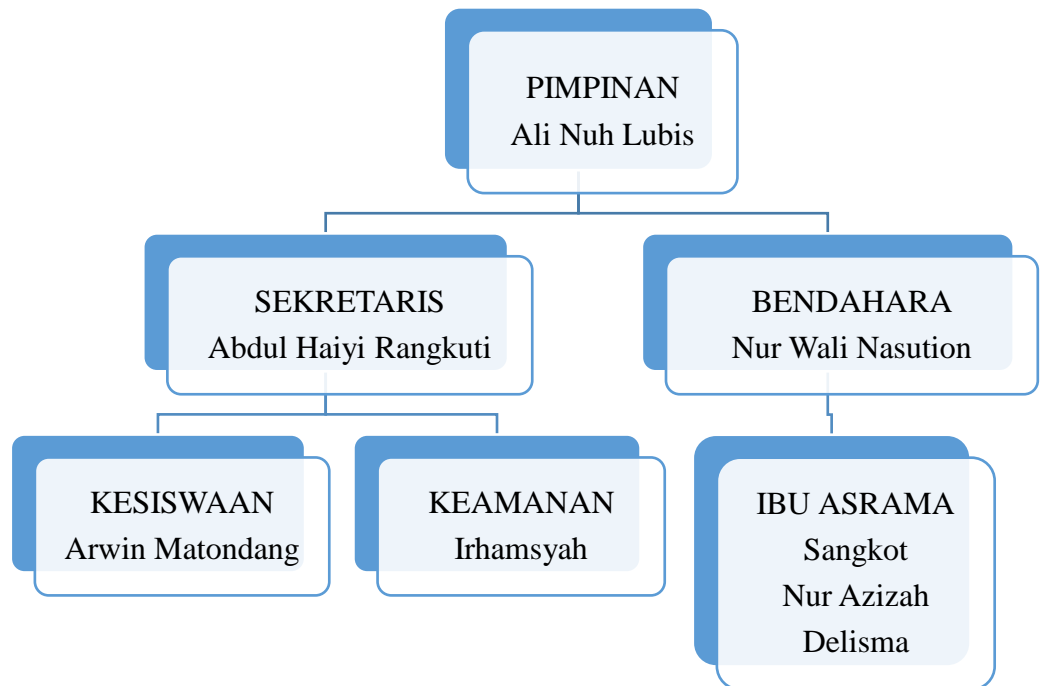 PIMPINAN
Ali Nuh Lubis
SEKRETARIS
Abdul Haiyi Rangkuti
BENDAHARA
Nur Wali Nasution
KESISWAAN
Arwin Matondang
KEAMANAN
Irhamsyah
IBU ASRAMA
Sangkot
Nur Azizah
Delisma